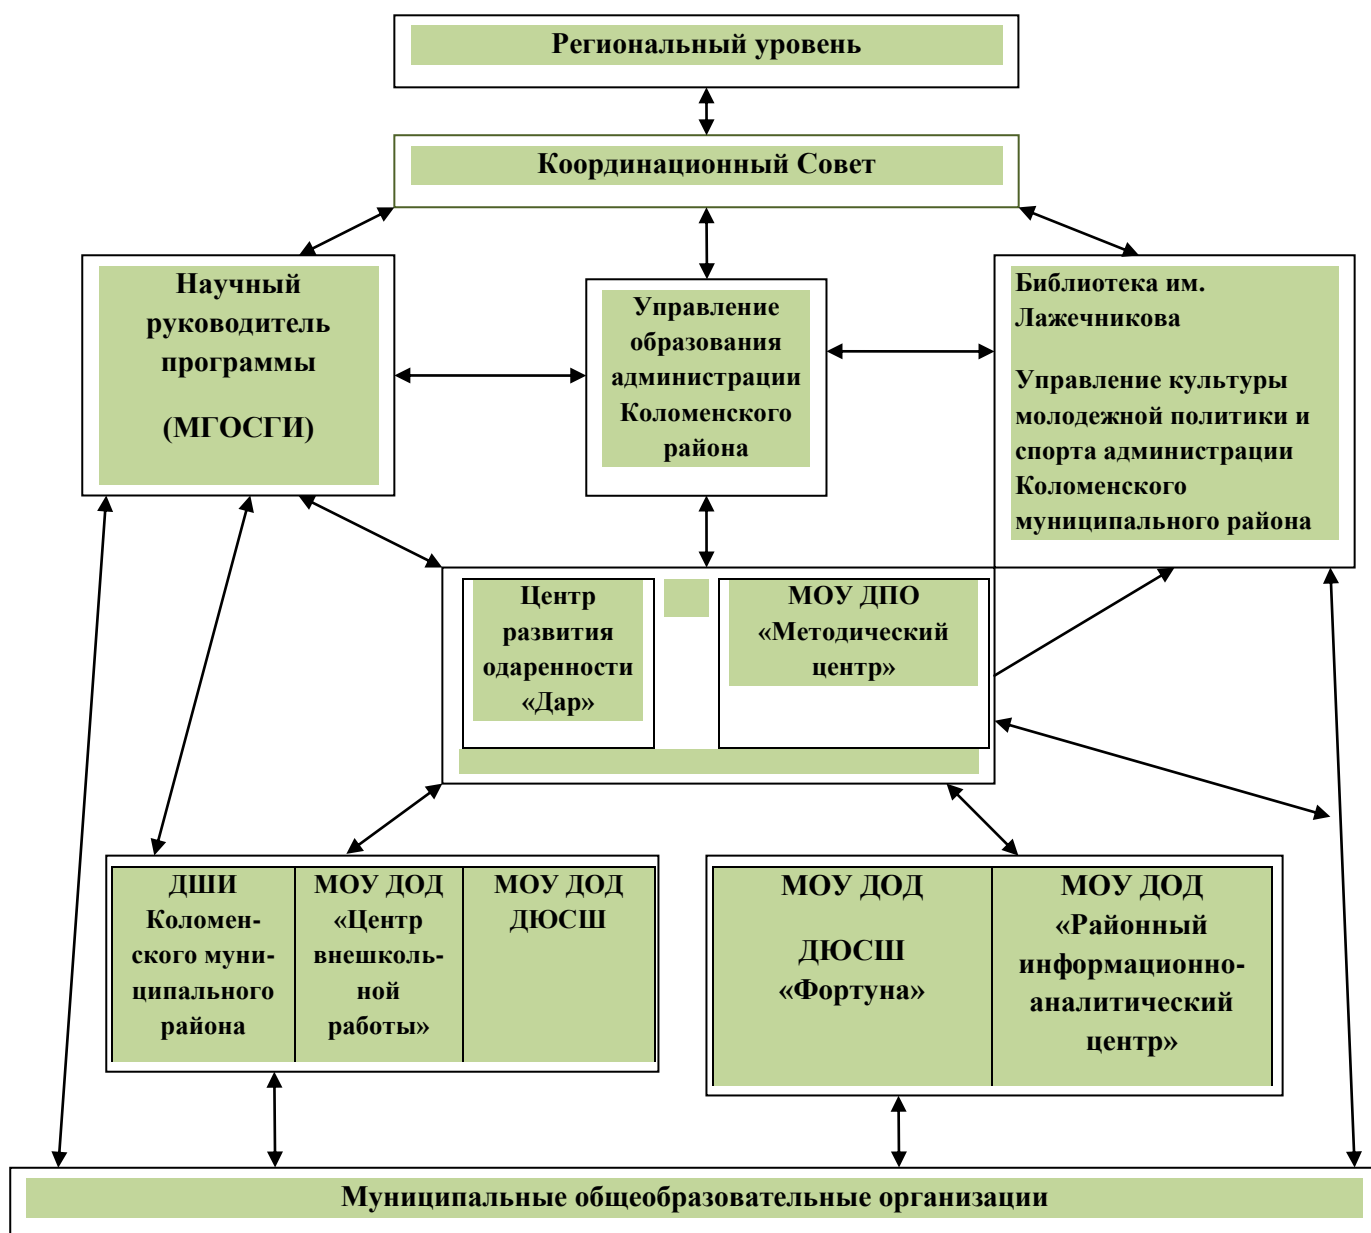 Региональный уровень
Координационный Совет
Научный
руководитель
программы
(МГОСГИ)
Управление
образования
администрации
Коломенского
района
Библиотека им.
Лажечникова
Управление культуры
молодежной политики и
спорта администрации
Коломенского
муниципального района
Центр
развития
одаренности
«Дар»
МОУ ДПО
«Методический
центр»
ДШИ
Коломен-
ского муни-
ципального
района
МОУ ДОД
«Центр
внешколь-
ной
работы»
МОУ ДОД
ДЮСШ
МОУ ДОД
ДЮСШ
«Фортуна»
МОУ ДОД
«Районный
информационно-
аналитический
центр»
Муниципальные общеобразовательные организации